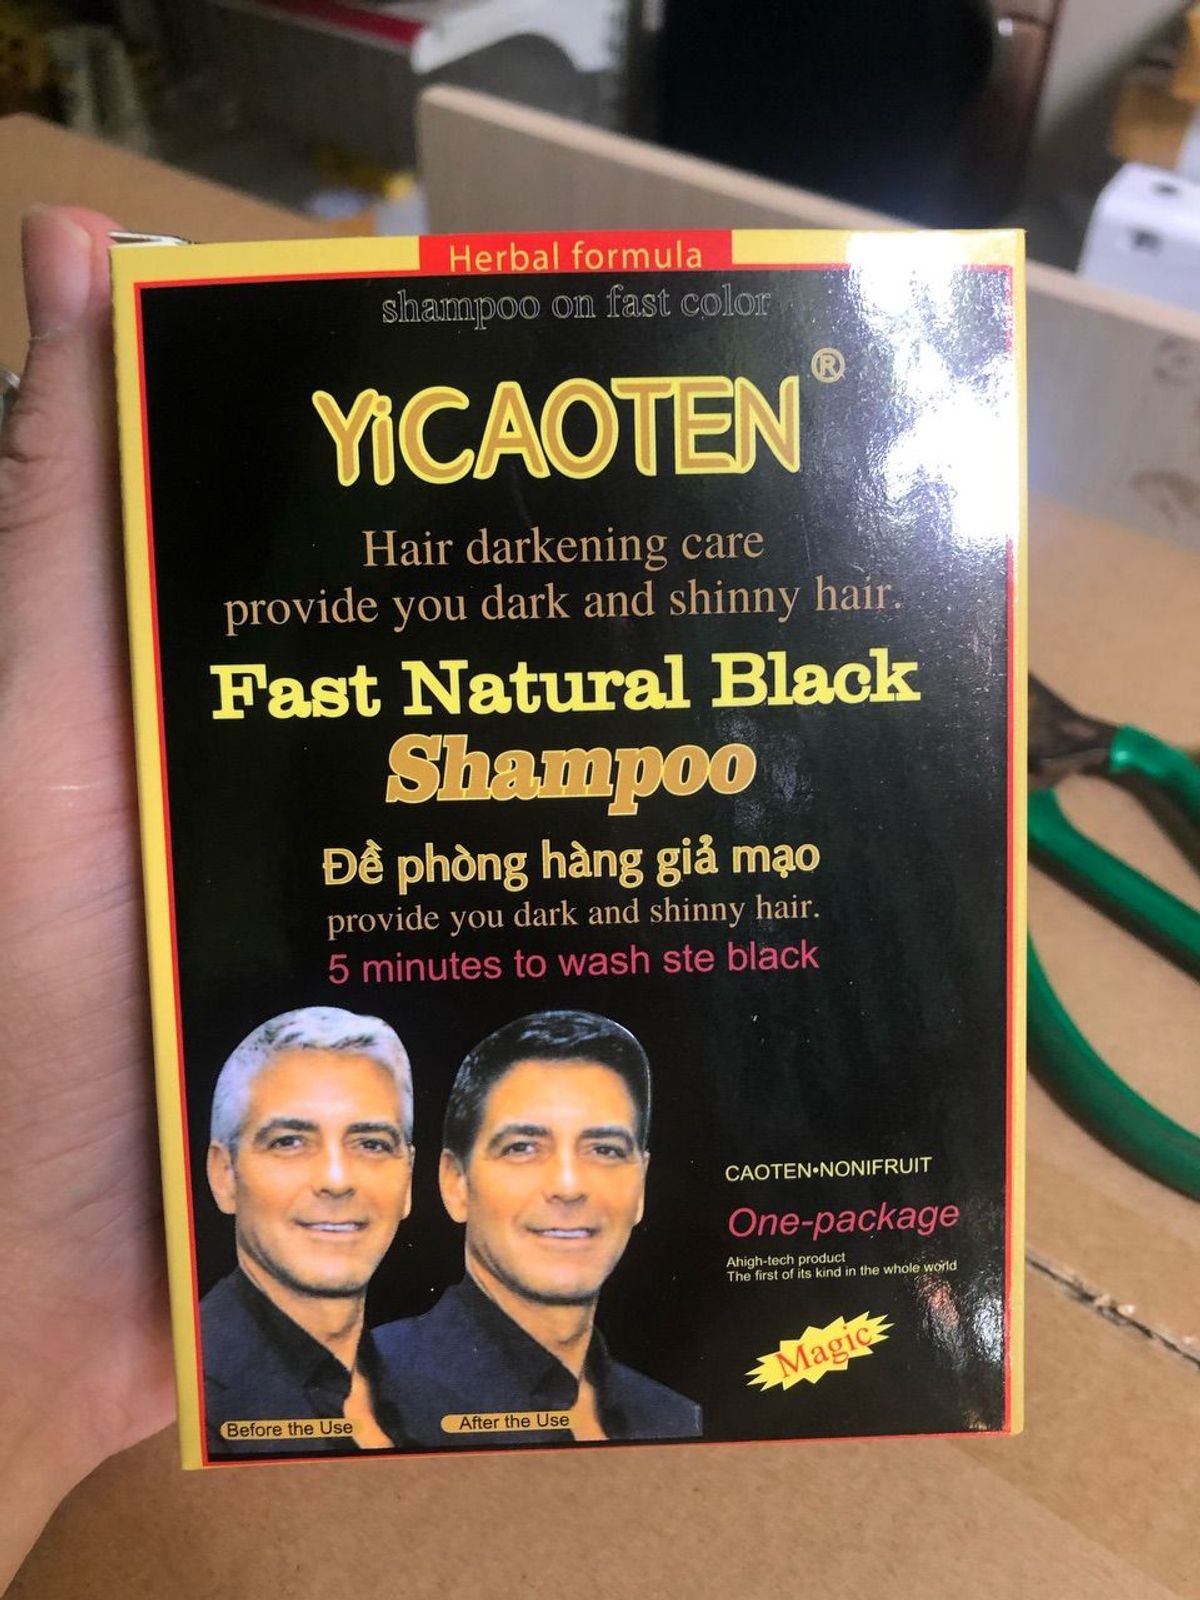 Herbal formula
shampoo on fast color
YiCAOTEN®
Hair darkening care
provide you dark and shinny hair.
Fast Natural Black
Shampoo
Đề phòng hàng giả mạo
provide you dark and shinny hair.
5 minutes to wash ste black
CAOTEN•NONIFRUIT
One-package
Ahigh-tech product
The first of its kind in the whole world
Magic
Before the Use
After the Use